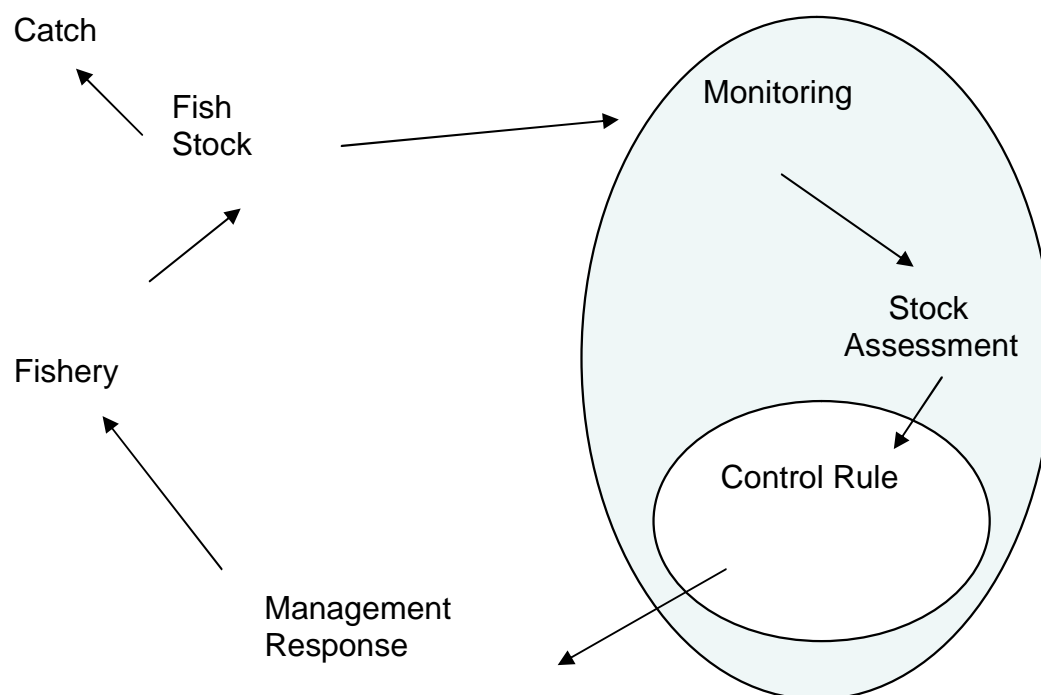 Catch
Fish
Stock
Monitoring
Stock
Assessment
Fishery
Control Rule
Management
Response